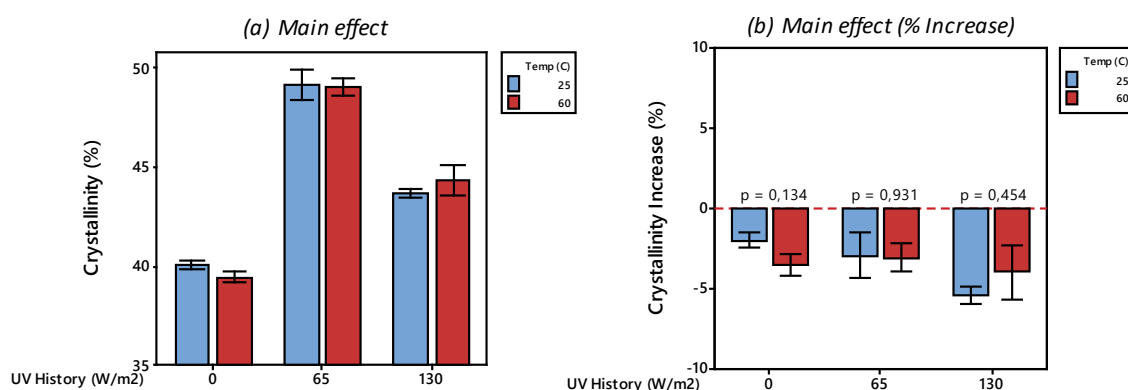 (a) Main effect
Crystallinity (%)
50
45
40
35
Temp (C)
25
60
UV History (W/m2)
0 65 130
(b) Main effect (% Increase)
Crystallinity Increase (%)
10
5
0
-5
-10
p = 0,134 p = 0,931 p = 0,454
Temp (C)
25
60
UV History (W/m2)
0 65 130